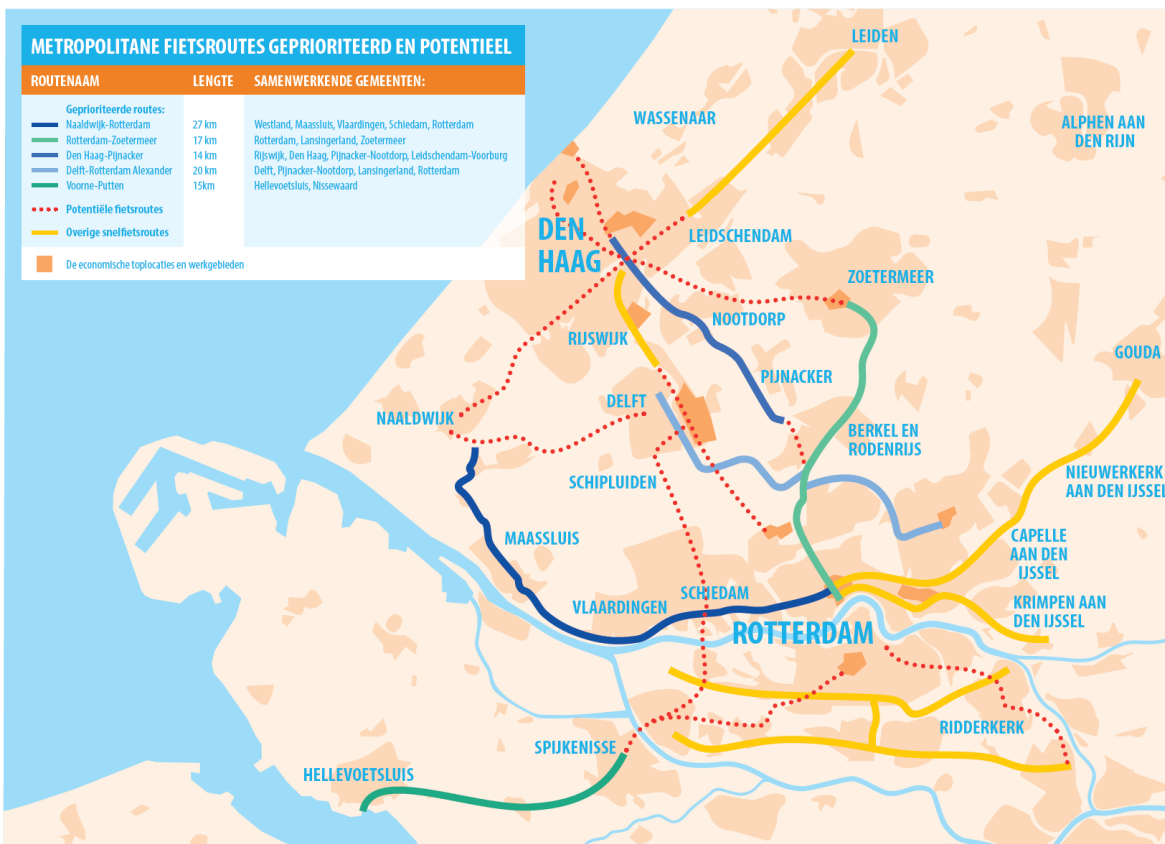 METROPOLITANE FIETSROUTES GEPRIORITEERD EN POTENTIEEL
ROUTENAAM LENGTE SAMENWERKENDE GEMEENTEN:
Geprioriteerde routes:
Naaldwijk-Rotterdam 27 km Westland, Maassluis, Vlaardingen, Schiedam, Rotterdam
Rotterdam-Zoetermeer 17 km Rotterdam, Lansingerland, Zoetermeer
Den Haag-Pijnacker 14 km Rijswijk, Den Haag, Pijnacker-Nootdorp, Leidschendam-Voorburg
Delft-Rotterdam Alexander 20 km Delft, Pijnacker-Nootdorp, Lansingerland, Rotterdam
Voorne-Putten 15km Hellevoetsluis, Nissewaard
Potentiële fietsroutes
Overige snelfietsroutes
De economische toplocaties en werkgebieden
LEIDEN
WASSENAAR
ALPHEN AAN
DEN RIJN
DEN
HAAG
LEIDSCHENDAM
ZOETERMEER
NOOTDORP
RIJSWIJK
GOUDA
PIJNACKER
DELFT
NAALDWIJK
BERKEL EN
RODENRIJS
NIEUWERKERK
AAN DEN IJSSEL
SCHIPLUIDEN
MAASSLUIS
CAPELLE
AAN DEN
IJSSEL
SCHIEDAM
VLAARDINGEN
KRIMPEN AAN
DEN IJSSEL
ROTTERDAM
RIDDERKERK
SPIJKENISSE
HELLEVOETSLUIS